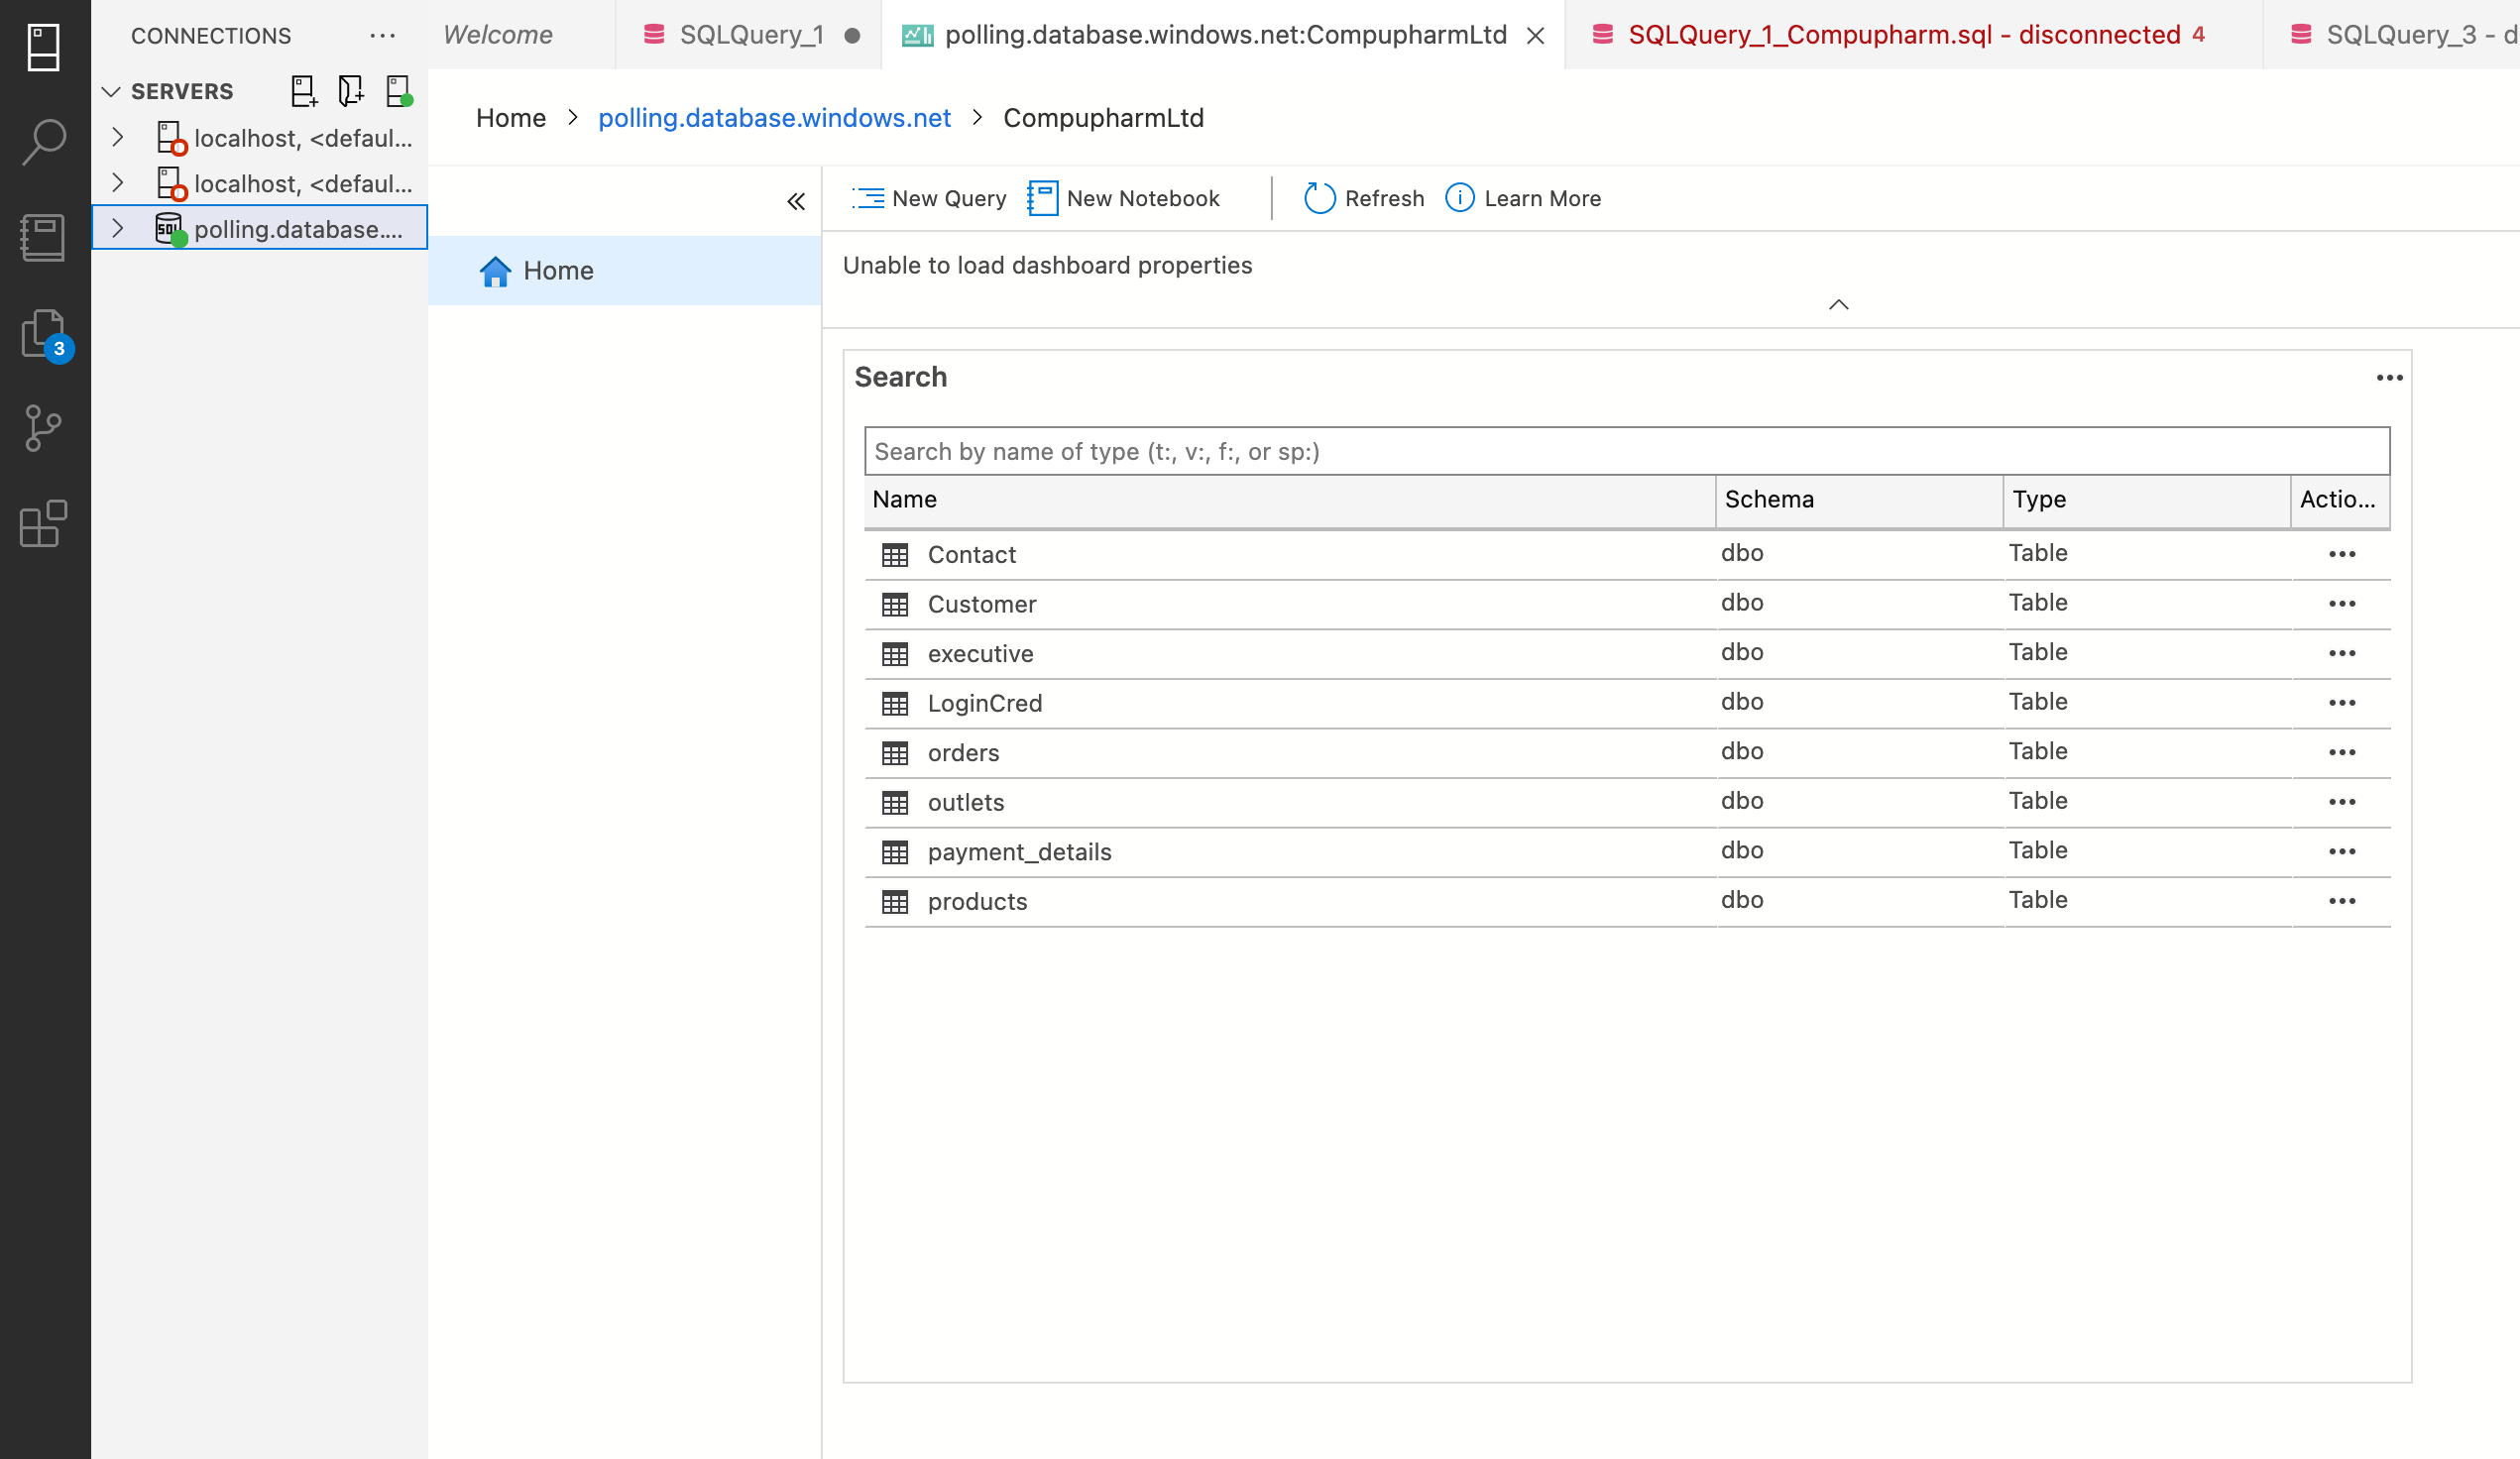 CONNECTIONS
Welcome
SQLQuery_1
polling.database.windows.net:CompupharmLtd
SQLQuery_1_Compupharm.sql - disconnected 4
SQLQuery_3 - d
SERVERS
localhost, <defaul...
localhost, <defaul...
SQL polling.database....
3
Home > polling.database.windows.net > CompupharmLtd
Home
New Query
New Notebook
Refresh
Learn More
Unable to load dashboard properties
Search
Search by name of type (t:, v:, f:, or sp:)
Name Schema Type Actio...
Contact dbo Table
Customer dbo Table
executive dbo Table
LoginCred dbo Table
orders dbo Table
outlets dbo Table
payment_details dbo Table
products dbo Table